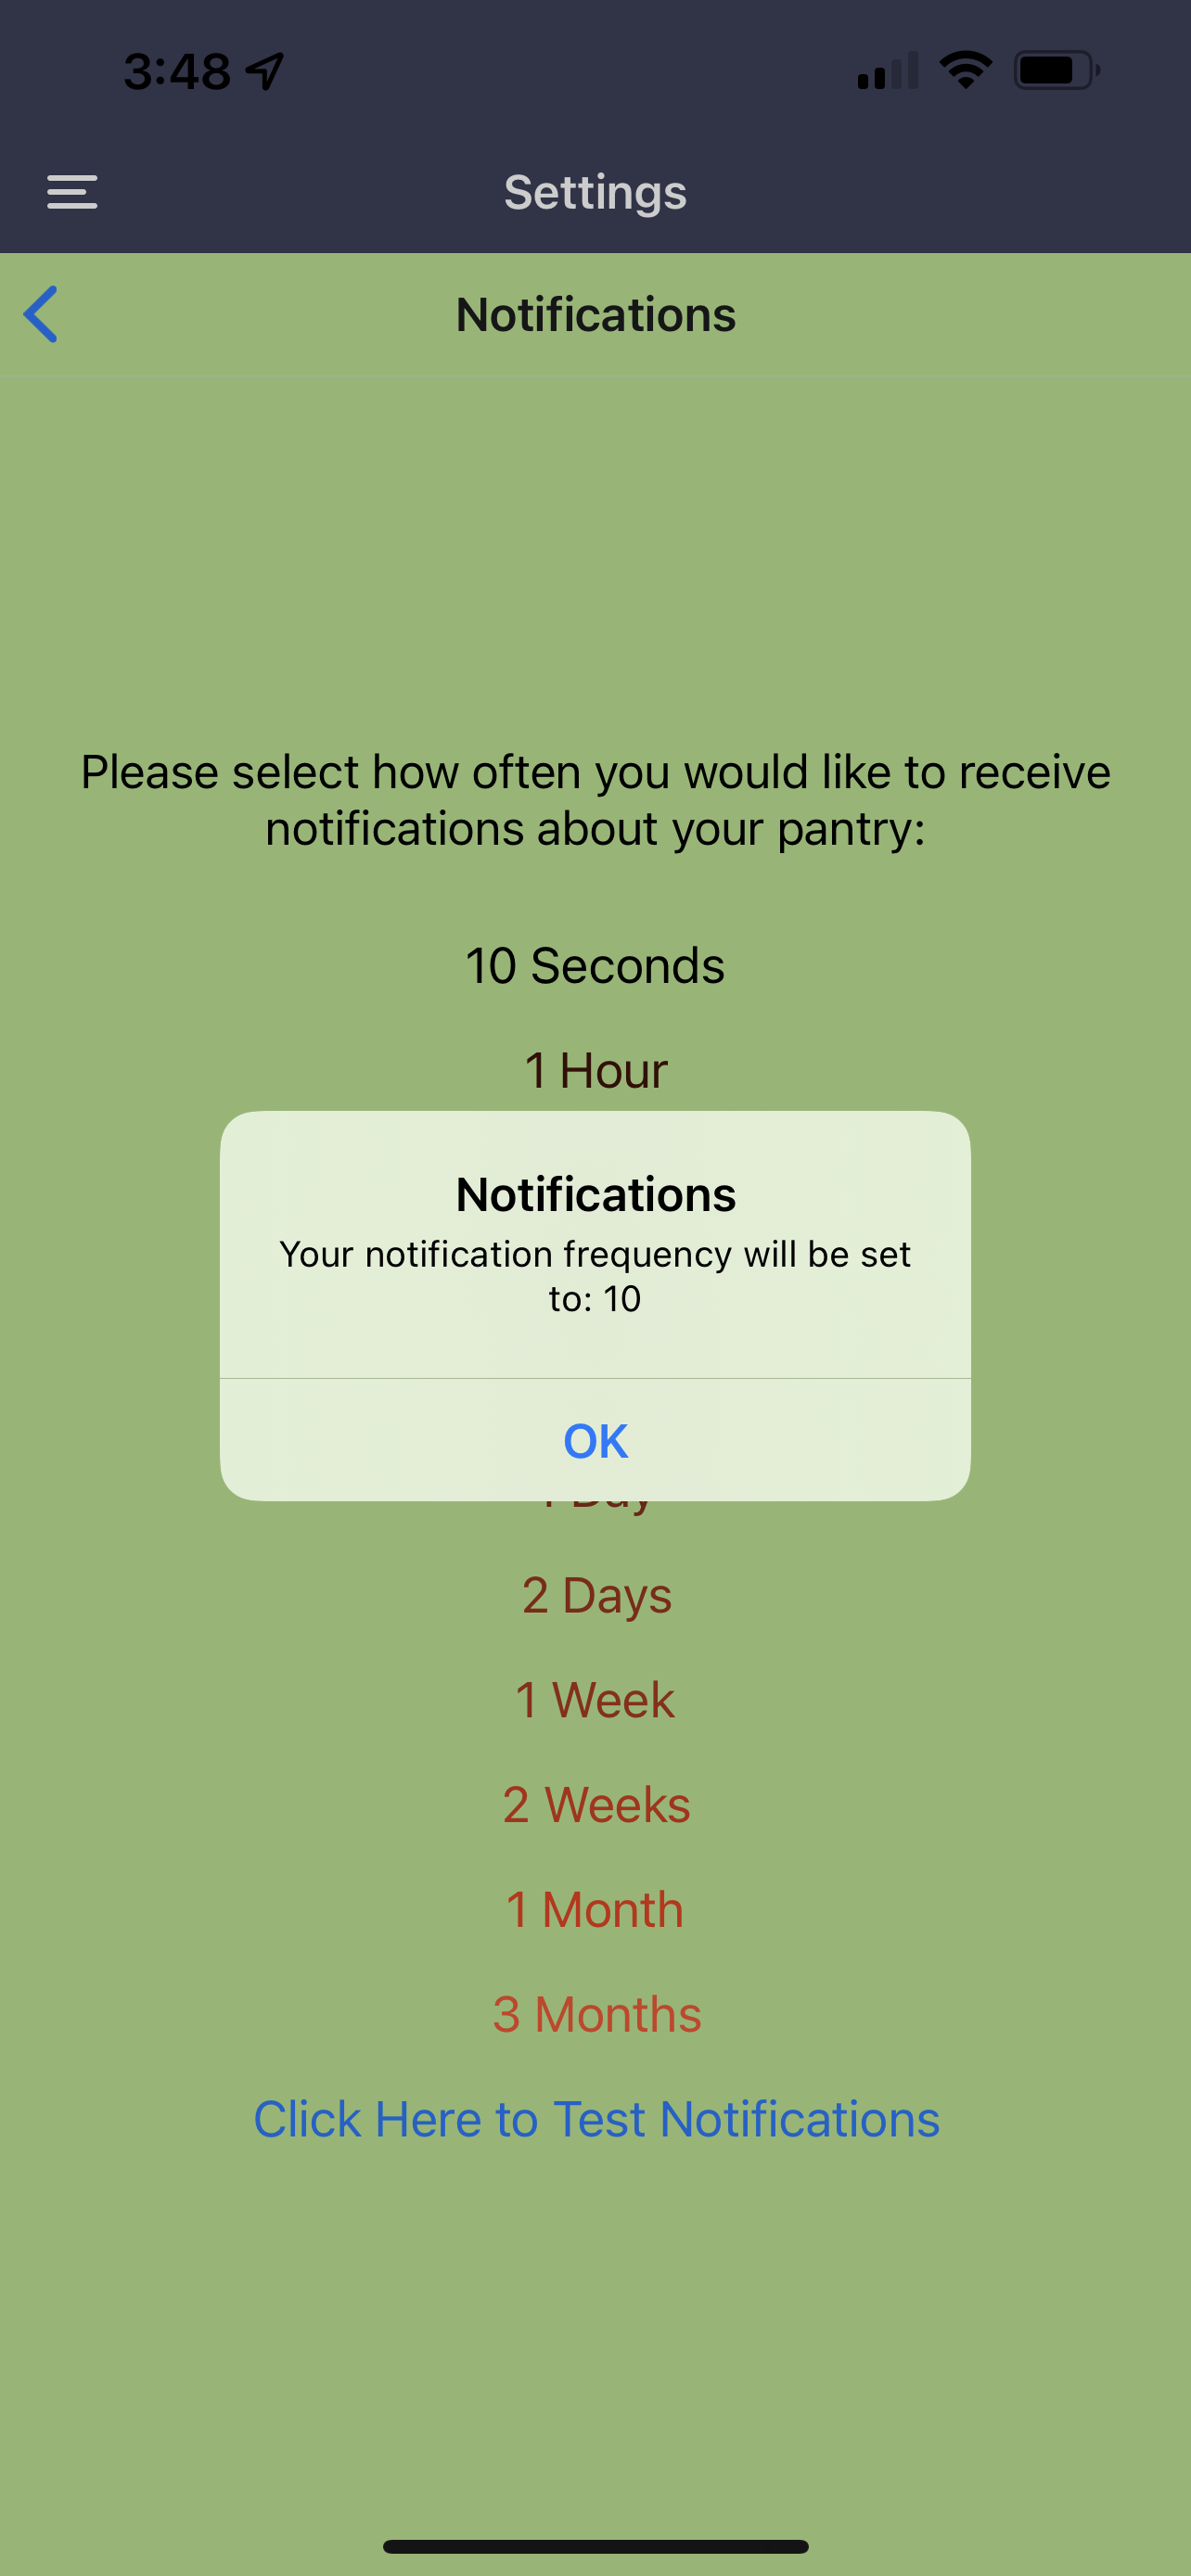 3:48
Settings
Notifications
Please select how often you would like to receive
notifications about your pantry:
10 Seconds
1 Hour
Notifications
Your notification frequency will be set
to: 10
OK
1 Day
2 Days
1 Week
2 Weeks
1 Month
3 Months
Click Here to Test Notifications